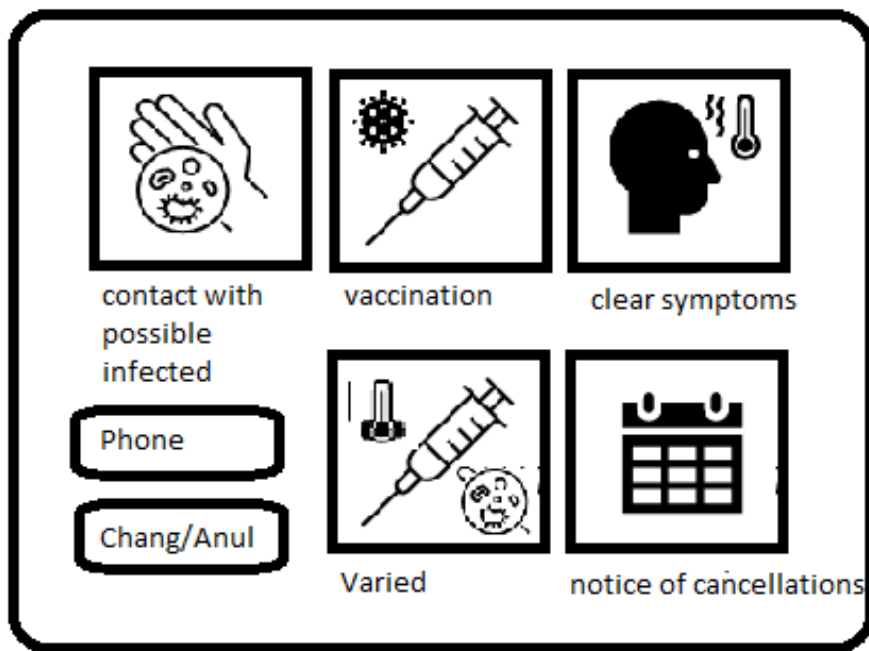 contact with
possible
infected
vaccination
clear symptoms
Phone
Chang/Anul
Varied
notice of cancellations